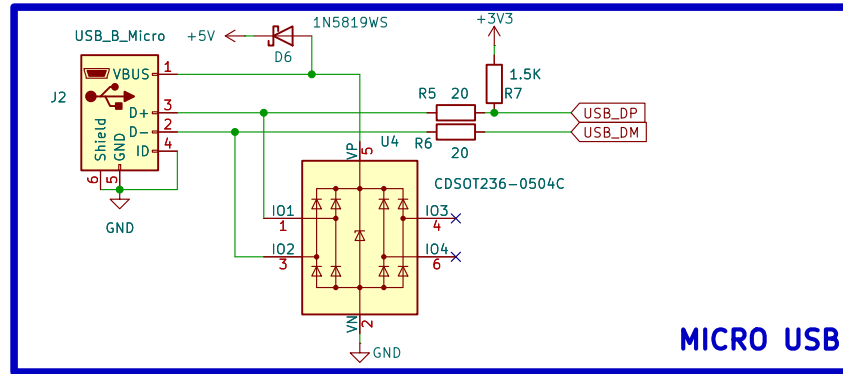 1N5819WS
+3V3
USB_B_Micro
+5V
D6
1
VBUS
1.5K
J2
R5
20
R7
3
D+
USB_DP
2
D-
USB_DM
4
ID
R6
20
U4
Shield
GND
6
5
VP
5
CDSOT236-0504C
GND
IO1
1
IO3
4
IO2
3
IO4
6
VN
2
GND
MICRO USB